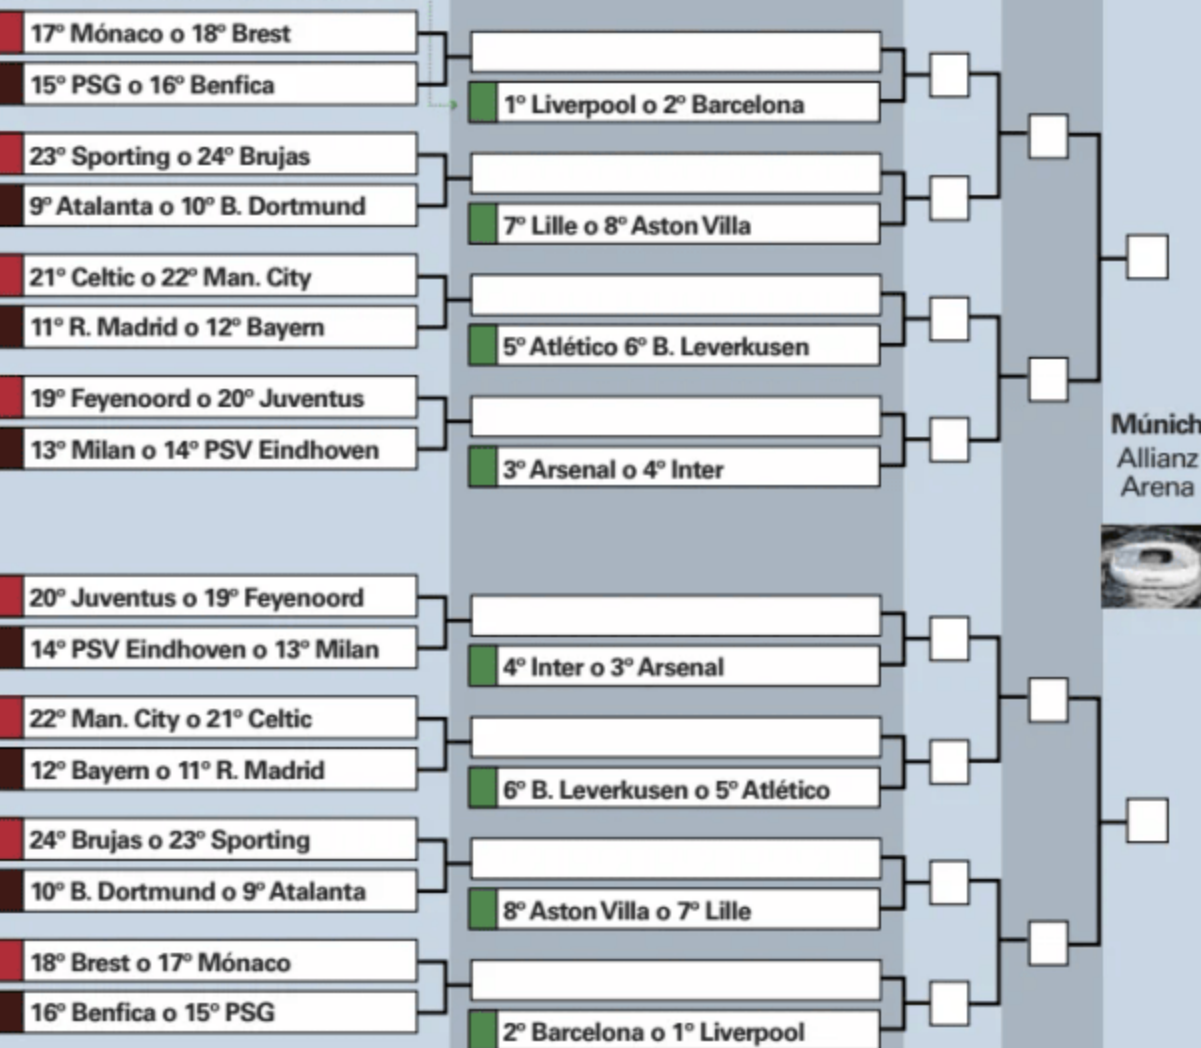 17º Mónaco o 18º Brest
15º PSG o 16º Benfica
1º Liverpool o 2º Barcelona
23º Sporting o 24º Brujas
9º Atalanta o 10º B. Dortmund
7º Lille o 8º Aston Villa
21º Celtic o 22º Man. City
11º R. Madrid o 12º Bayern
5º Atlético 6º B. Leverkusen
19º Feyenoord o 20º Juventus
13º Milan o 14º PSV Eindhoven
3º Arsenal o 4º Inter
Múnich
Allianz
Arena
20º Juventus o 19º Feyenoord
14º PSV Eindhoven o 13º Milan
4º Inter o 3º Arsenal
22º Man. City o 21º Celtic
12º Bayern o 11º R. Madrid
6º B. Leverkusen o 5º Atlético
24º Brujas o 23º Sporting
10º B. Dortmund o 9º Atalanta
8º Aston Villa o 7º Lille
18º Brest o 17º Mónaco
16º Benfica o 15º PSG
2º Barcelona o 1º Liverpool